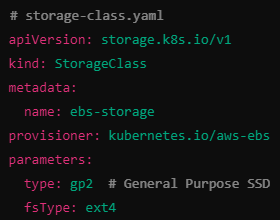 # storage-class.yaml
apiVersion: storage.k8s.io/v1
kind: StorageClass
metadata:
  name: ebs-storage
provisioner: kubernetes.io/aws-ebs
parameters:
  type: gp2  # General Purpose SSD
  fsType: ext4